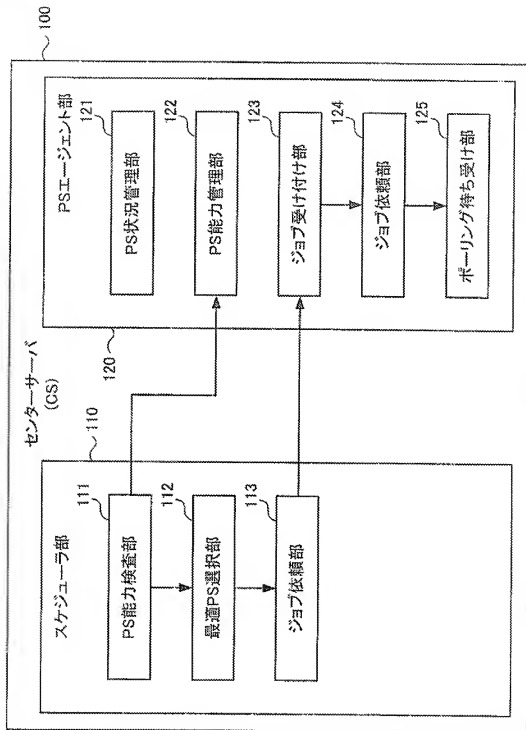 100
センターサーバ
(CS)
110
スケジューラ部
111
PS能力検査部
112
最適PS選択部
113
ジョブ依頼部
120
PSエージェント部
121
PS状況管理部
122
PS能力管理部
123
ジョブ受け付け部
124
ジョブ依頼部
125
ポーリング待ち受け部